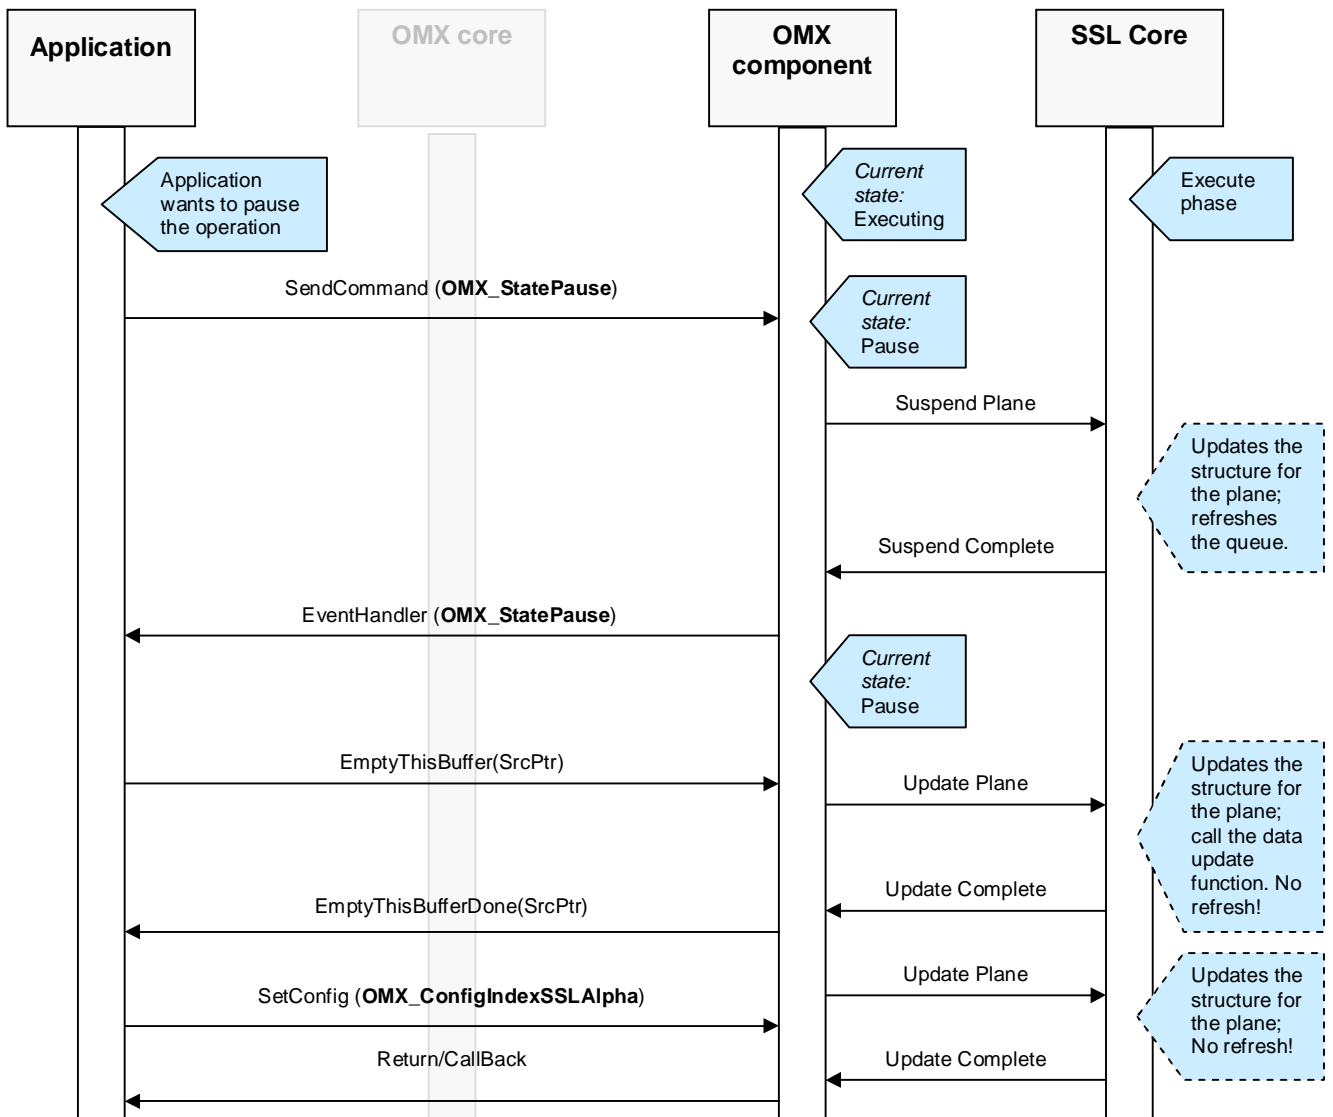 Application
OMX core
OMX
component
SSL Core
Application
wants to pause
the operation
Current
state:
Executing
Execute
phase
SendCommand (OMX_StatePause)
Current
state:
Pause
Suspend Plane
Updates the
structure for
the plane;
refreshes
the queue.
Suspend Complete
EventHandler (OMX_StatePause)
Current
state:
Pause
EmptyThisBuffer(SrcPtr)
Update Plane
Updates the
structure for
the plane;
call the data
update
function. No
refresh!
Update Complete
EmptyThisBufferDone(SrcPtr)
Update Plane
Updates the
structure for
the plane;
No refresh!
SetConfig (OMX_ConfigIndexSSLAlpha)
Return/CallBack
Update Complete